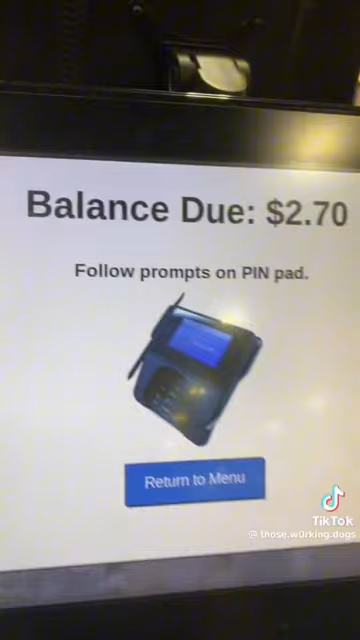 Balance Due: $2.70
Follow prompts on PIN pad.
Return to Menu
TikTok
@those.w0rking.dogs